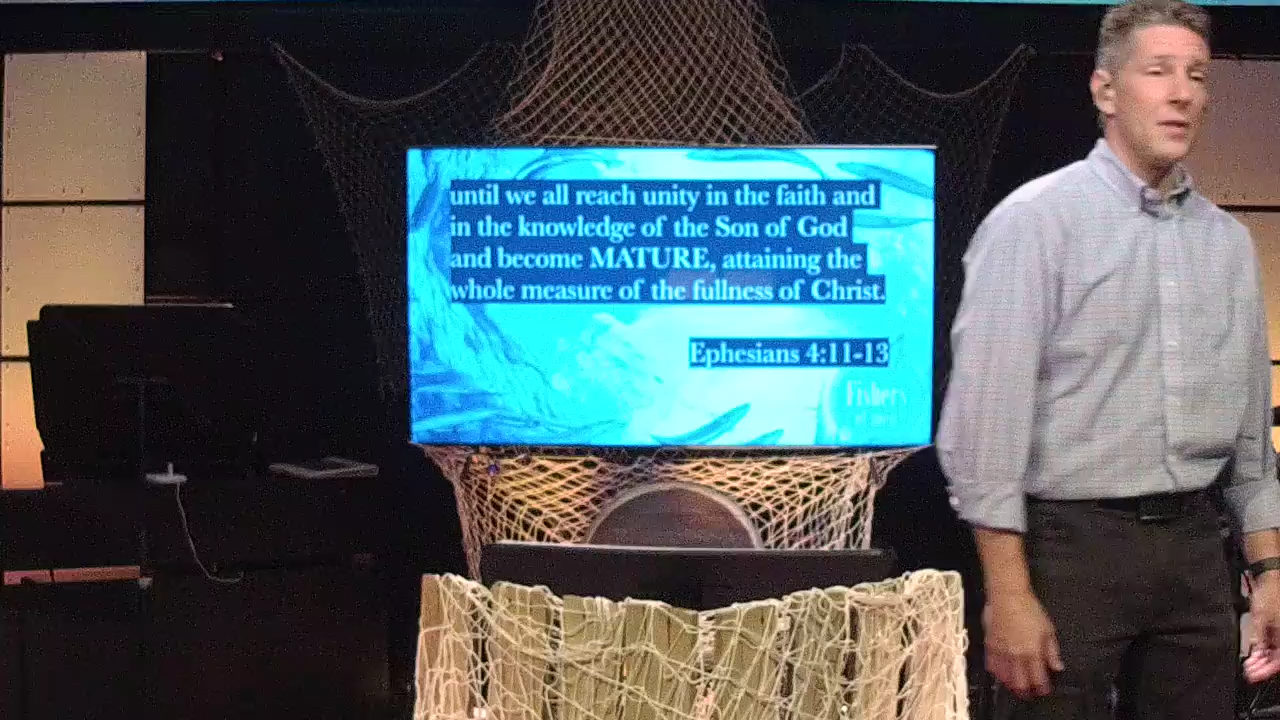 until we all reach unity in the faith and
in the knowledge of the Son of God
and become MATURE, attaining the
whole measure of the fullness of Christ.
Ephesians 4:11-13
Fishers